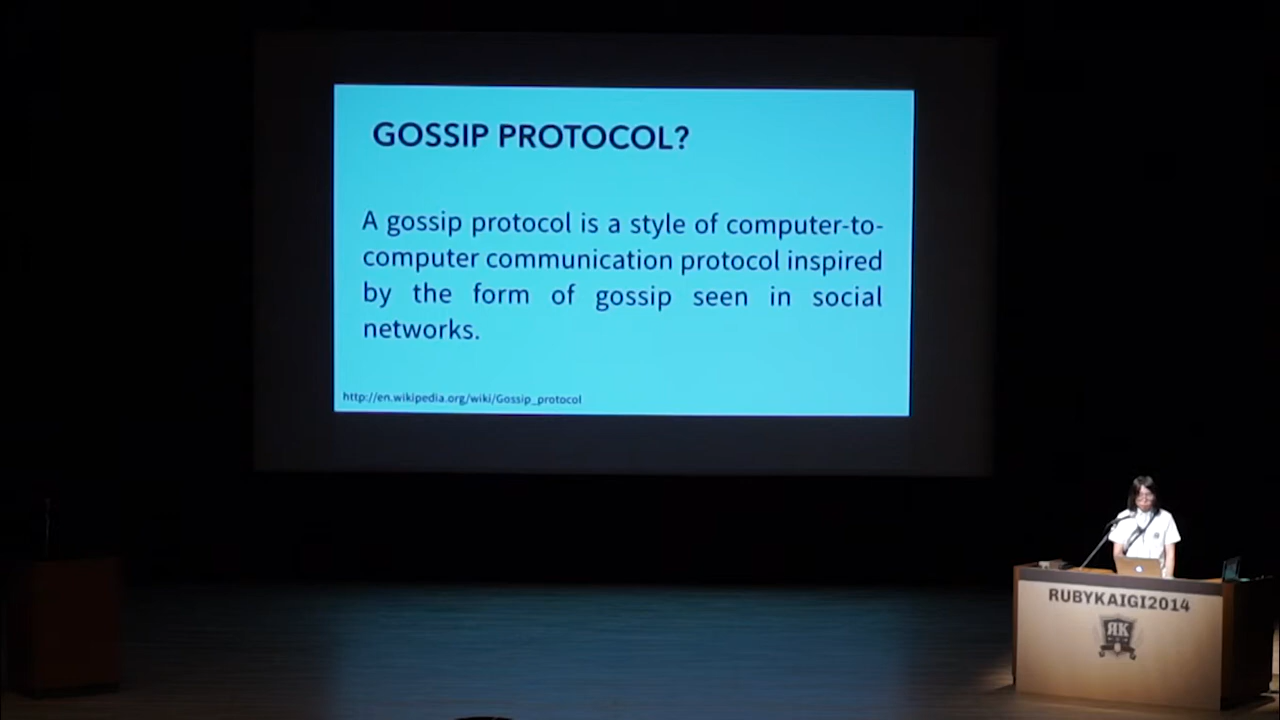 GOSSIP PROTOCOL?
A gossip protocol is a style of computer-to-
computer communication protocol inspired
by the form of gossip seen in social
networks.
http://en.wikipedia.org/wiki/Gossip_protocol
RUBYKAIGI2014
RK